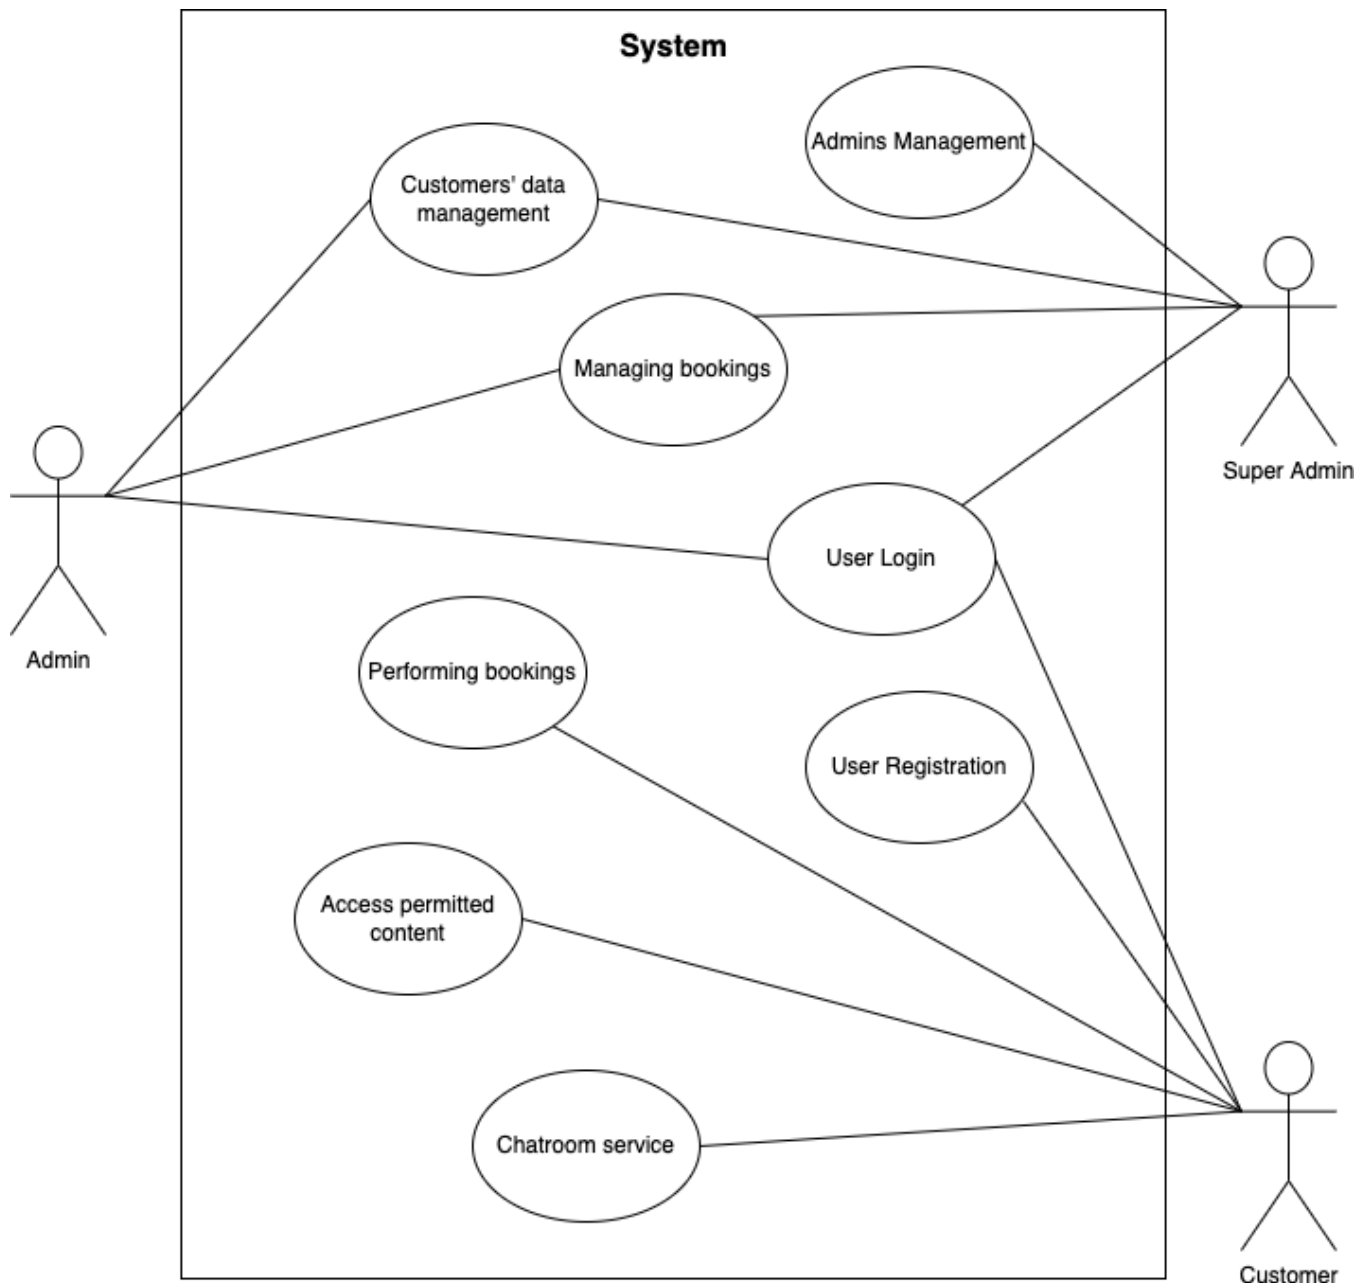 System
Admins Management
Customers' data
management
Managing bookings
Super Admin
User Login
Admin
Performing bookings
User Registration
Access permitted
content
Chatroom service
Customer